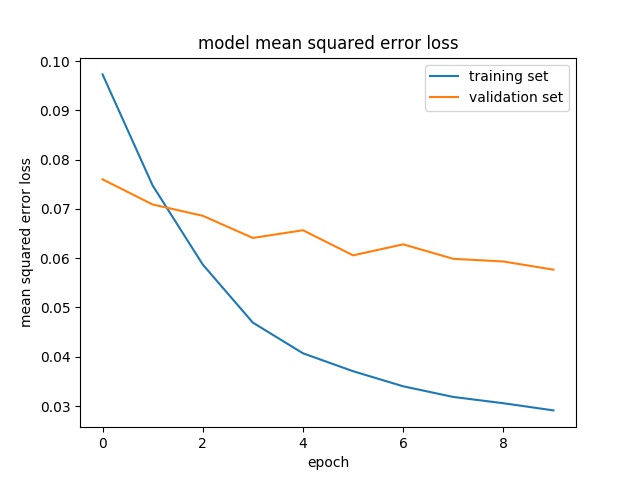 model mean squared error loss
training set
validation set
mean squared error loss
0.10
0.09
0.08
0.07
0.06
0.05
0.04
0.03
0 2 4 6 8
epoch